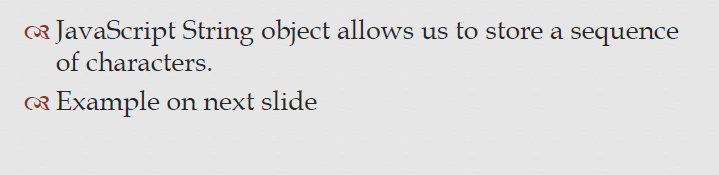 JavaScript String object allows us to store a sequence
of characters.
Example on next slide